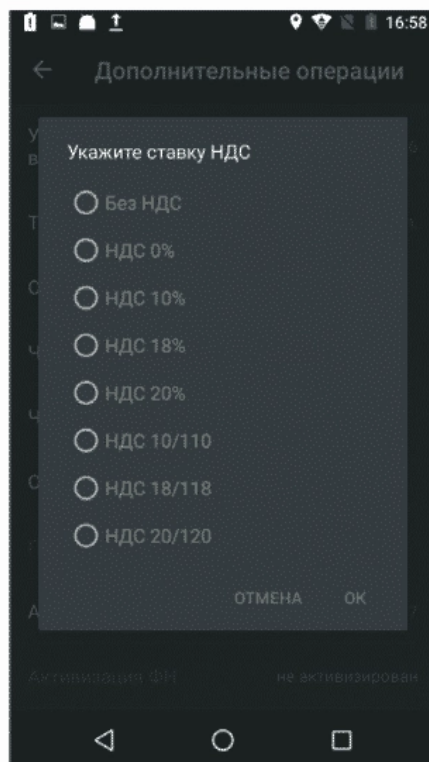 16:58
Дополнительные операции
Укажите ставку НДС
Без НДС
НДС 0%
НДС 10%
НДС 18%
НДС 20%
НДС 10/110
НДС 18/118
НДС 20/120
ОТМЕНА
ОК
Активизация ФН
не активизирован